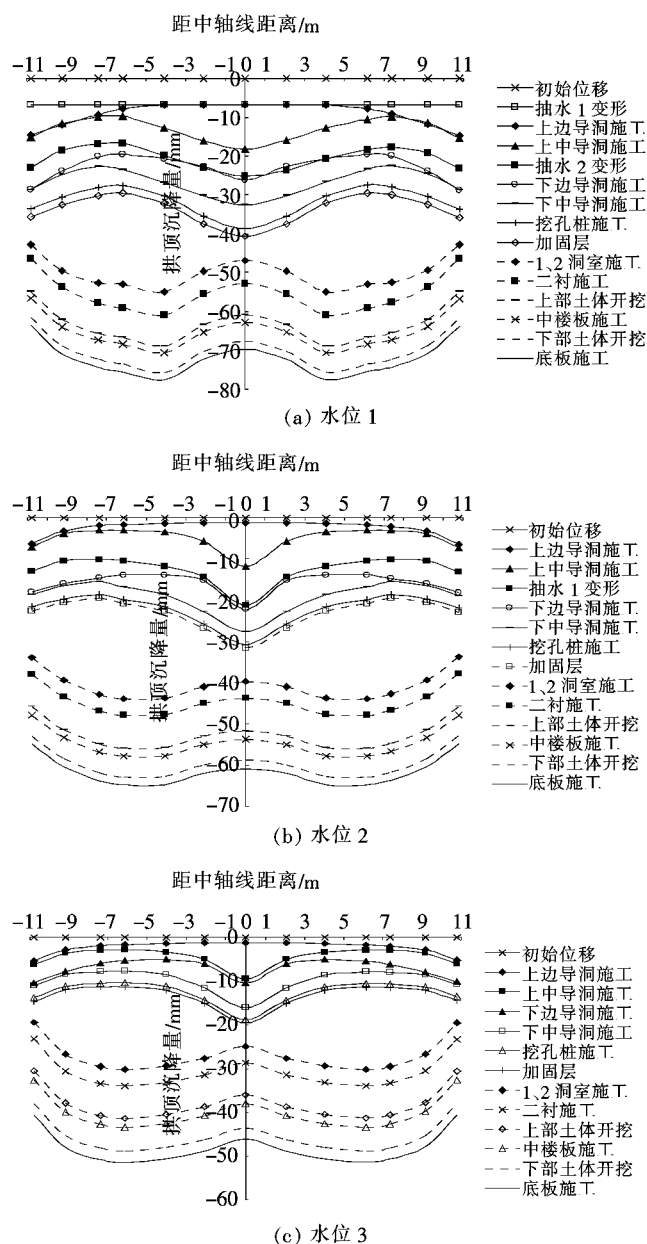 距中轴线距离/m
-11 -9 -7 -5 -3 -1 0 1 3 5 7 9 11
0
-10
-20
-30
-40
-50
-60
-70
-80
拱顶沉降量/mm
初始位移
抽水1变形
上边导洞施工
上中导洞施工
抽水2变形
下边导洞施工
下中导洞施工
挖孔桩施工
加固层
1、2洞室施工
二衬施工
上部土体开挖
中楼板施工
下部土体开挖
底板施工
(a) 水位1
距中轴线距离/m
-11 -9 -7 -5 -3 -1 0 1 3 5 7 9 11
0
-10
-20
-30
-40
-50
-60
-70
拱顶沉降量/mm
初始位移
上边导洞施工
上中导洞施工
抽水1变形
下边导洞施工
下中导洞施工
挖孔桩施工
加固层
1、2洞室施工
二衬施工
上部土体开挖
中楼板施工
下部土体开挖
底板施工
(b) 水位2
距中轴线距离/m
-11 -9 -7 -5 -3 -1 0 1 3 5 7 9 11
0
-10
-20
-30
-40
-50
-60
拱顶沉降量/mm
初始位移
上边导洞施工
上中导洞施工
下边导洞施工
下中导洞施工
挖孔桩施工
加固层
1、2洞室施工
二衬施工
上部土体开挖
中楼板施工
下部土体开挖
底板施工
(c) 水位3